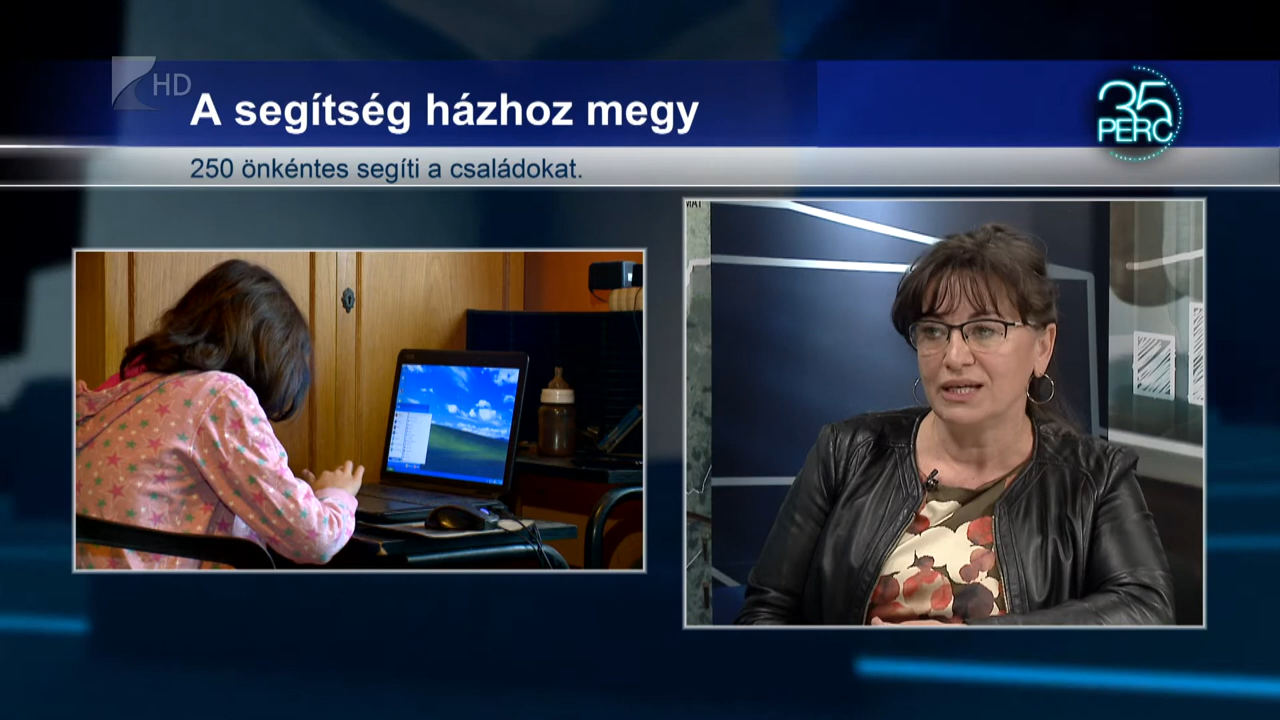 HD
A segítség házhoz megy
35
PERC
250 önkéntes segíti a családokat.